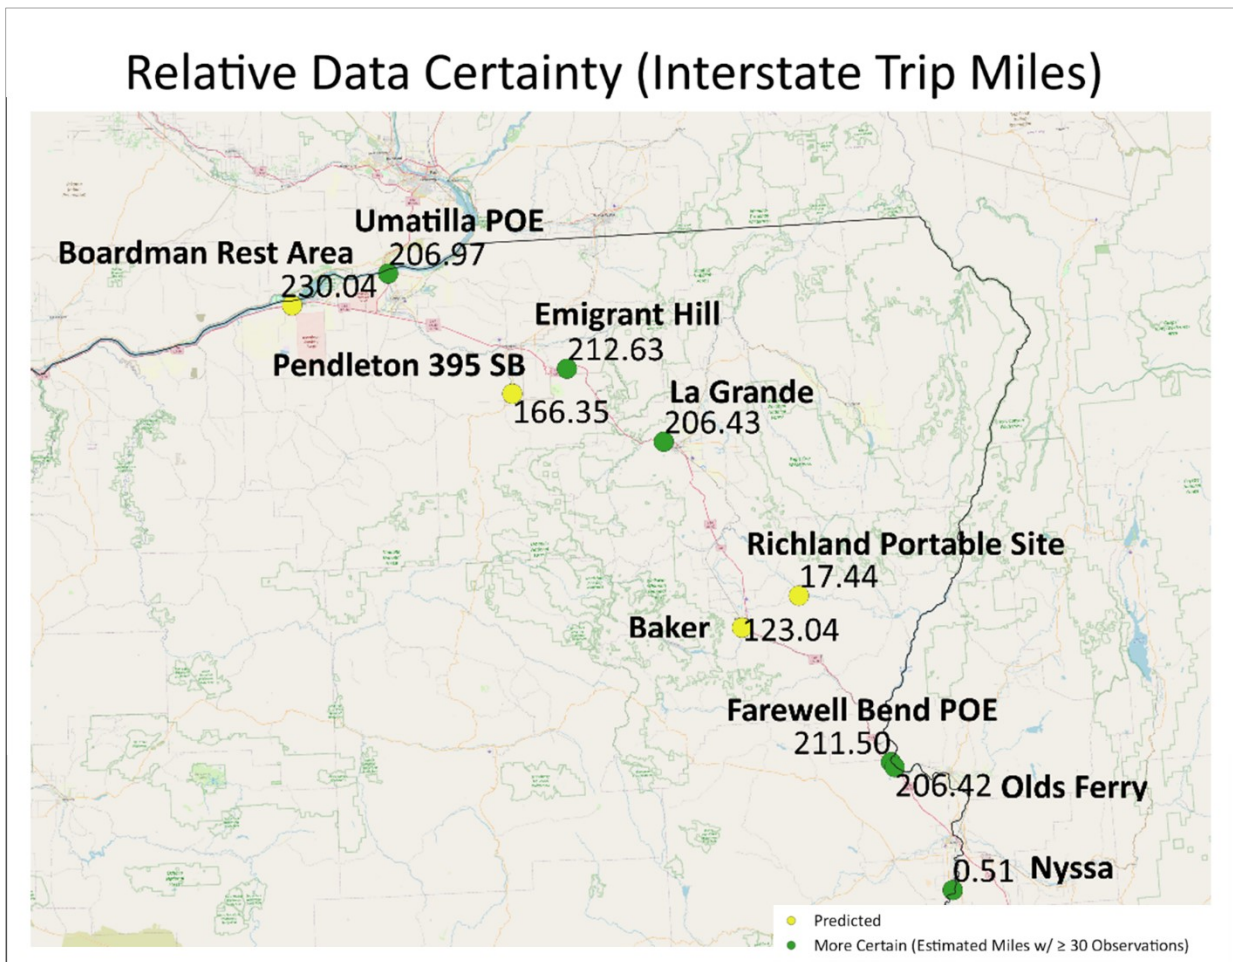 Relative Data Certainty (Interstate Trip Miles)
Umatilla POE
206.97
Boardman Rest Area
230.04
Emigrant Hill
212.63
Pendleton 395 SB
166.35
La Grande
206.43
Richland Portable Site
17.44
Baker 123.04
Farewell Bend POE
211.50
206.42 Olds Ferry
0.51 Nyssa
Predicted
More Certain (Estimated Miles w/ ≥ 30 Observations)